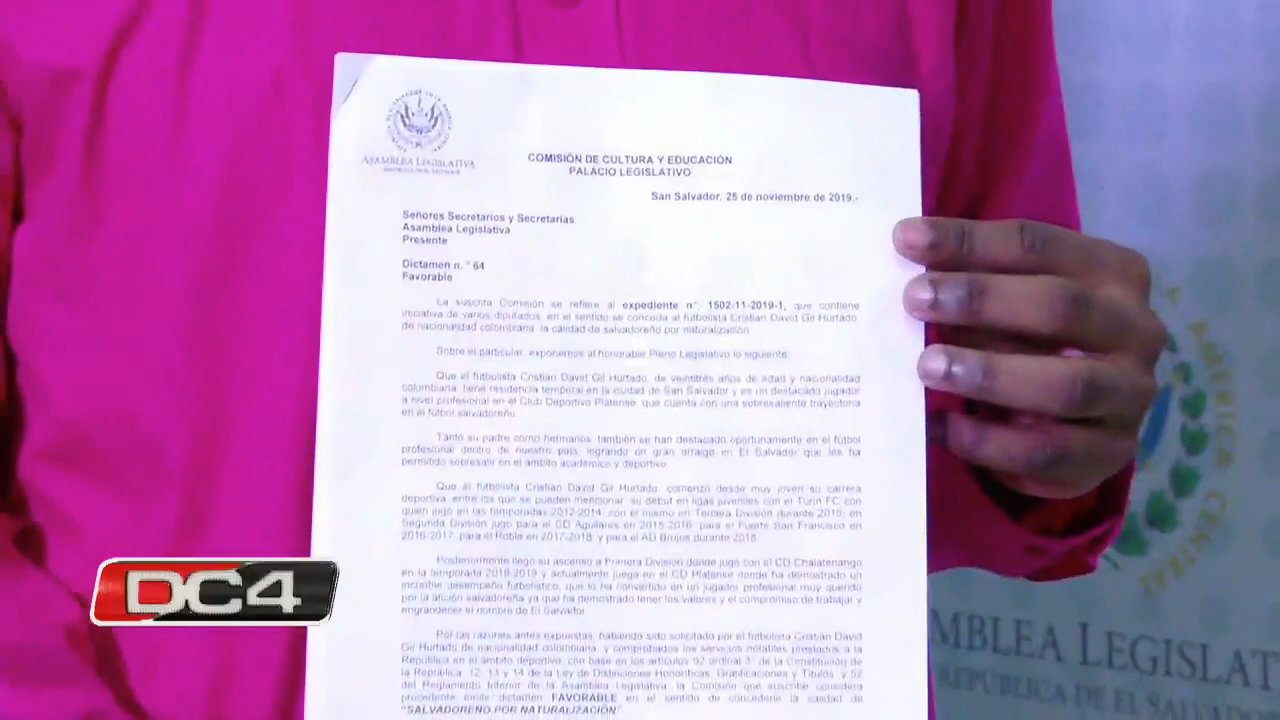 ASAMBLEA LEGISLATIVA
REPÚBLICA DE EL SALVADOR
COMISIÓN DE CULTURA Y EDUCACIÓN
PALACIO LEGISLATIVO
San Salvador, 25 de noviembre de 2019.-
Señores Secretarios y Secretarias
Asamblea Legislativa
Presente
Dictamen n. ° 64
Favorable
La suscrita Comisión se refiere al expediente n°. 1502-11-2019-1, que contiene
iniciativa de varios diputados, en el sentido se conceda al futbolista Cristian David Gil Hurtado,
de nacionalidad colombiana, la calidad de salvadoreño por naturalización.
Sobre el particular, exponemos al honorable Pleno Legislativo lo siguiente:
Que el futbolista Cristian David Gil Hurtado, de veintitrés años de edad y nacionalidad
colombiana, tiene residencia temporal en la ciudad de San Salvador y es un destacado jugador
a nivel profesional en el Club Deportivo Platense, que cuenta con una sobresaliente trayectoria
en el fútbol salvadoreño.
Tanto su padre como hermanos, también se han destacado oportunamente en el fútbol
profesional dentro de nuestro país, logrando un gran arraigo en El Salvador que les ha
permitido sobresalir en el ámbito académico y deportivo.
Que el futbolista Cristian David Gil Hurtado, comenzó desde muy joven su carrera
deportiva, entre los que se pueden mencionar, su debut en ligas juveniles con el Turín FC, con
quien jugó en las temporadas 2012-2014, con el mismo en Tercera División durante 2015; en
Segunda División jugó para el CD Aguilares en 2015-2016, para el Fuerte San Francisco en
2016-2017, para el Roble en 2017-2018, y para el AD Brujos durante 2018.
Posteriormente llegó su ascenso a Primera División donde jugó con el CD Chalatenango
en la temporada 2018-2019 y actualmente juega en el CD Platense donde ha demostrado un
increíble desempeño futbolístico, que lo ha convertido en un jugador profesional muy querido
por la afición salvadoreña ya que ha demostrado tener los valores y el compromiso de trabajar y
engrandecer el nombre de El Salvador.
Por las razones antes expuestas, habiendo sido solicitado por el futbolista Cristian David
Gil Hurtado de nacionalidad colombiana, y comprobados los servicios notables prestados a la
República en el ámbito deportivo, con base en los artículos 92 ordinal 3° de la Constitución de
la República, 12, 13 y 14 de la Ley de Distinciones Honoríficas, Gratificaciones y Títulos, y 52
del Reglamento Interior de la Asamblea Legislativa, la Comisión que suscribe considera
procedente emitir dictamen FAVORABLE en el sentido de concederle la calidad de
"SALVADOREÑO POR NATURALIZACIÓN"
DC4
AMERICA CENTRAL
MBLEA LEGISLAT
REPÚBLICA DE EL SALVADOR